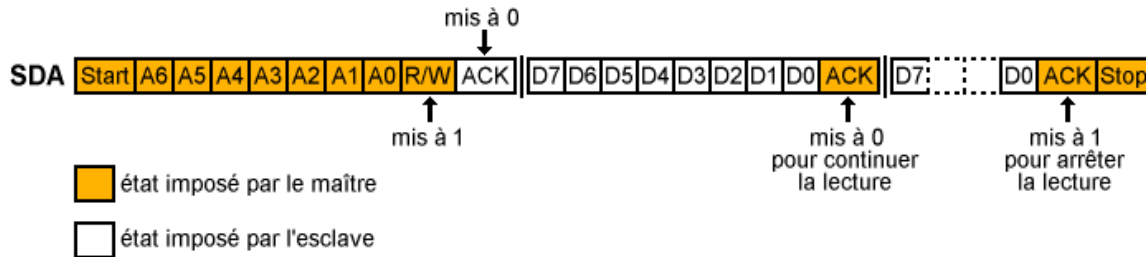 mis à 0
SDA Start A6 A5 A4 A3 A2 A1 A0 R/W ACK D7 D6 D5 D4 D3 D2 D1 D0 ACK D7 D0 ACK Stop
mis à 1
mis à 0
pour continuer
la lecture
mis à 1
pour arrêter
la lecture
état imposé par le maître
état imposé par l'esclave